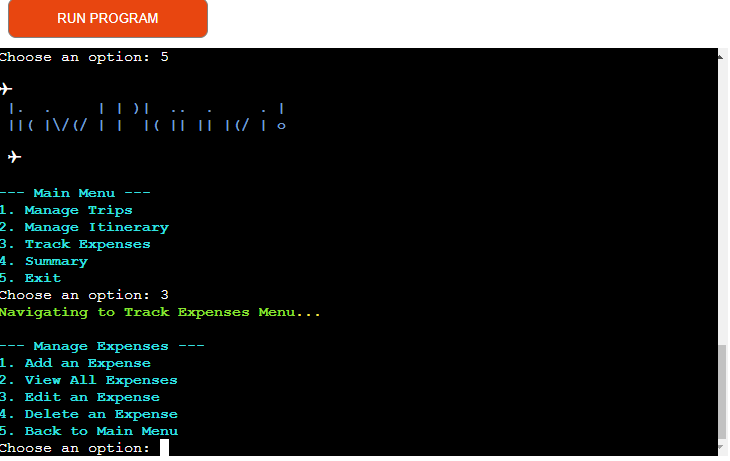 RUN PROGRAM
Choose an option: 5
--- Main Menu ---
1. Manage Trips
2. Manage Itinerary
3. Track Expenses
4. Summary
5. Exit
Choose an option: 3
Navigating to Track Expenses Menu...
--- Manage Expenses ---
1. Add an Expense
2. View All Expenses
3. Edit an Expense
4. Delete an Expense
5. Back to Main Menu
Choose an option: